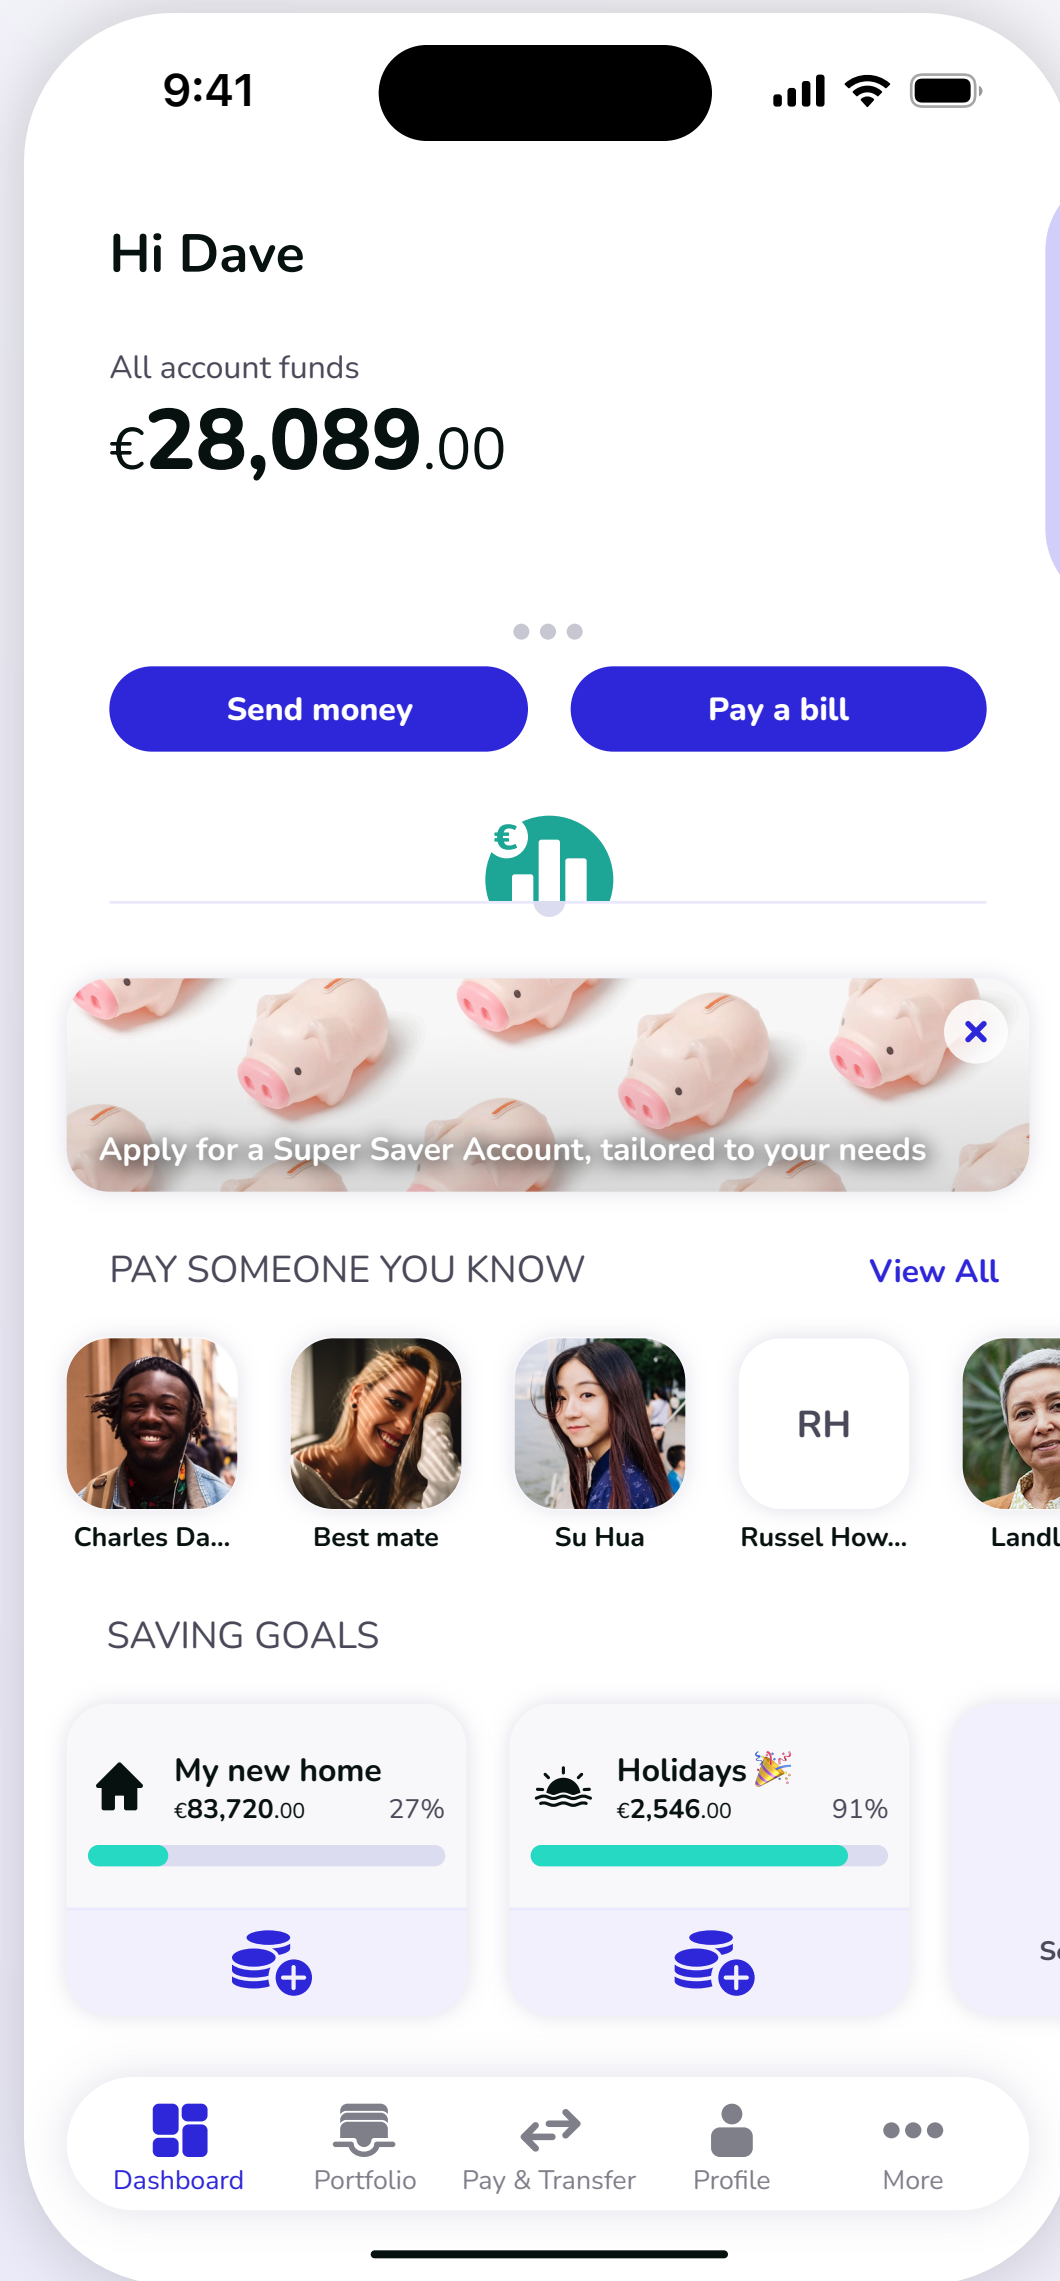 9:41
Hi Dave
All account funds
€28,089.00
Send money
Pay a bill
€
Apply for a Super Saver Account, tailored to your needs
PAY SOMEONE YOU KNOW
View All
RH
Charles Da...
Best mate
Su Hua
Russel How...
Landl
SAVING GOALS
My new home
€83,720.00
27%
Holidays 🎉
€2,546.00
91%
Dashboard
Portfolio
Pay & Transfer
Profile
More